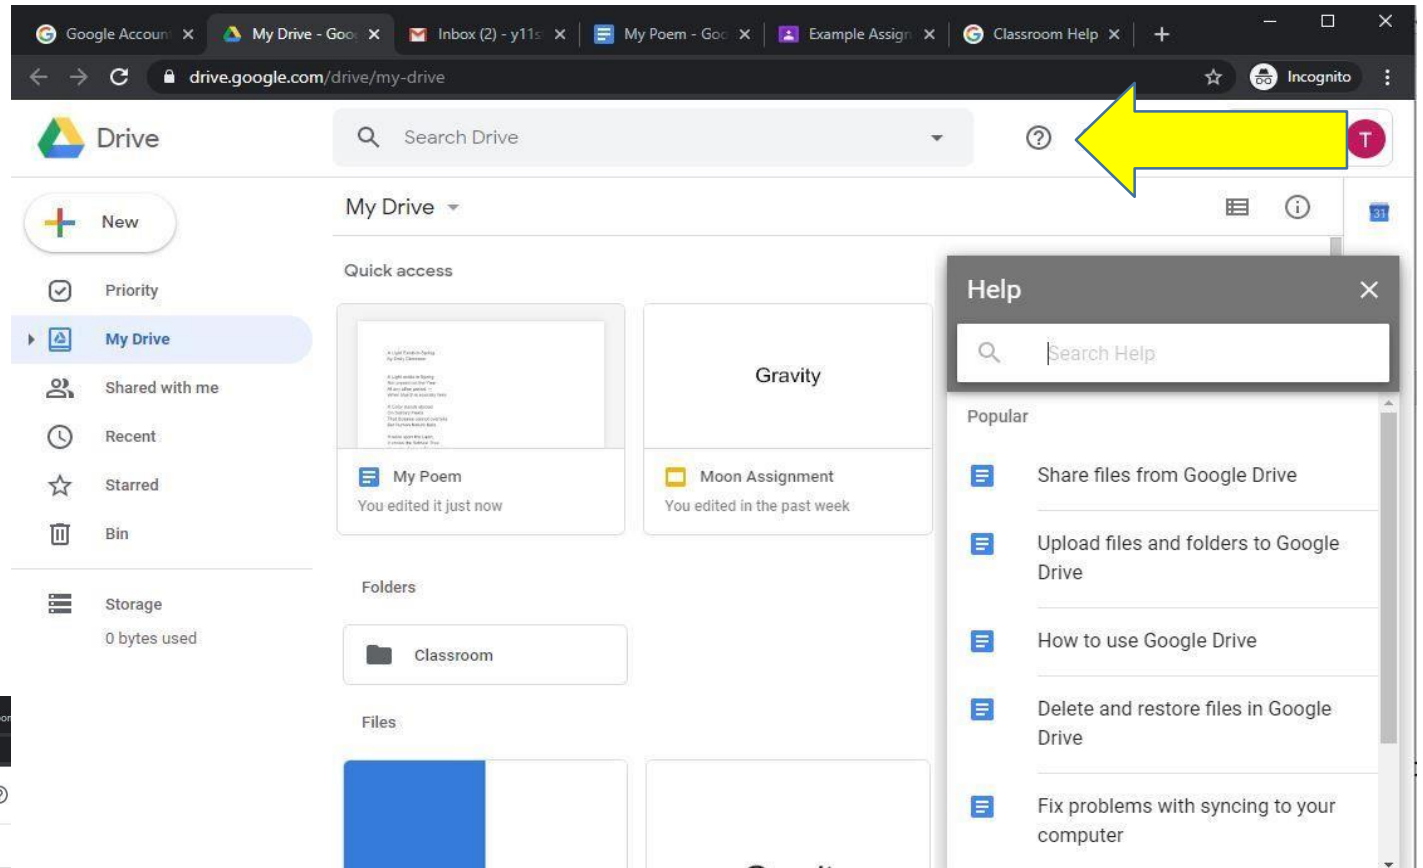 Google Accoun
My Drive - Goo
Inbox (2) - y11s
My Poem - Goo
Example Assign
Classroom Help
drive.google.com/drive/my-drive
Incognito
Drive
Search Drive
T
New
My Drive
31
Priority
My Drive
Shared with me
Recent
Starred
Bin
Storage
0 bytes used
Quick access
Gravity
My Poem
You edited it just now
Moon Assignment
You edited in the past week
Folders
Classroom
Files
Help
Search Help
Popular
Share files from Google Drive
Upload files and folders to Google
Drive
How to use Google Drive
Delete and restore files in Google
Drive
Fix problems with syncing to your
computer